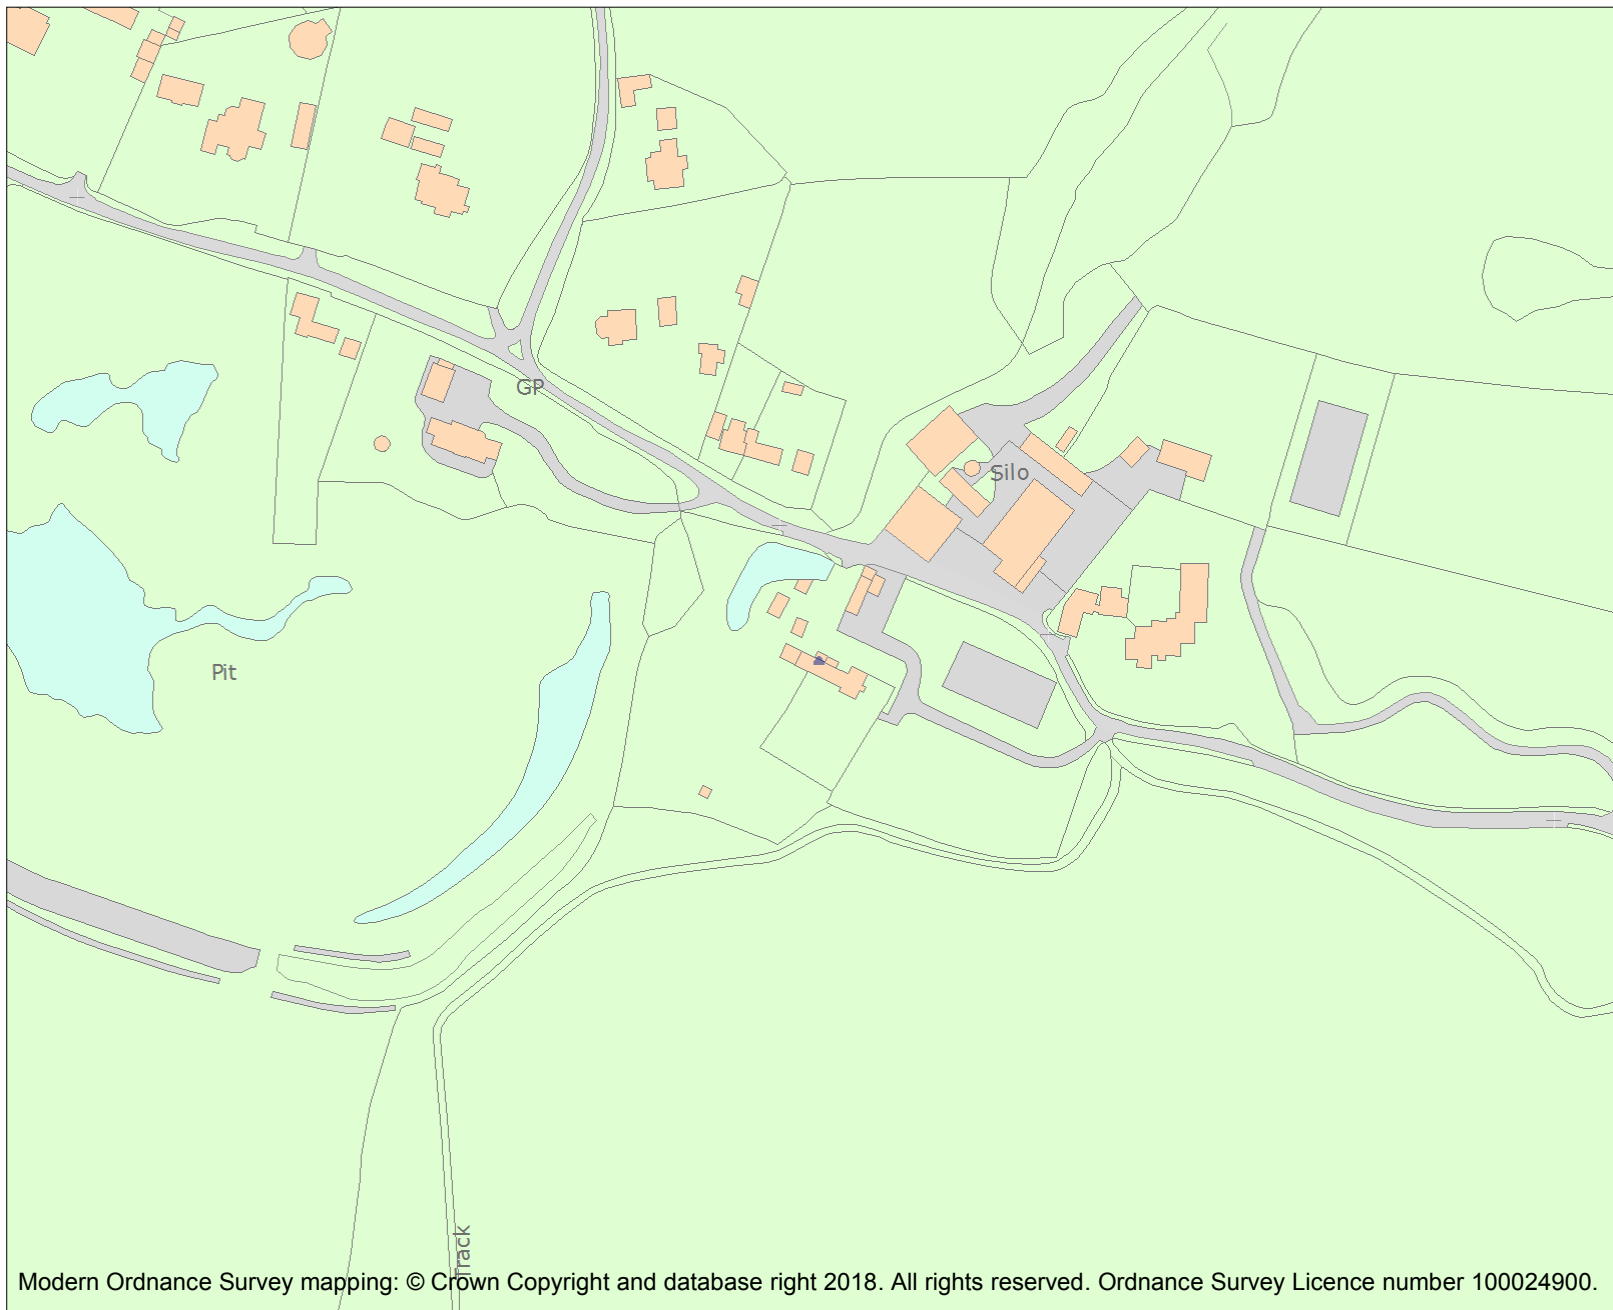 GP
Silo
Pit
Track
Modern Ordnance Survey mapping: © Crown Copyright and database right 2018. All rights reserved. Ordnance Survey Licence number 100024900.